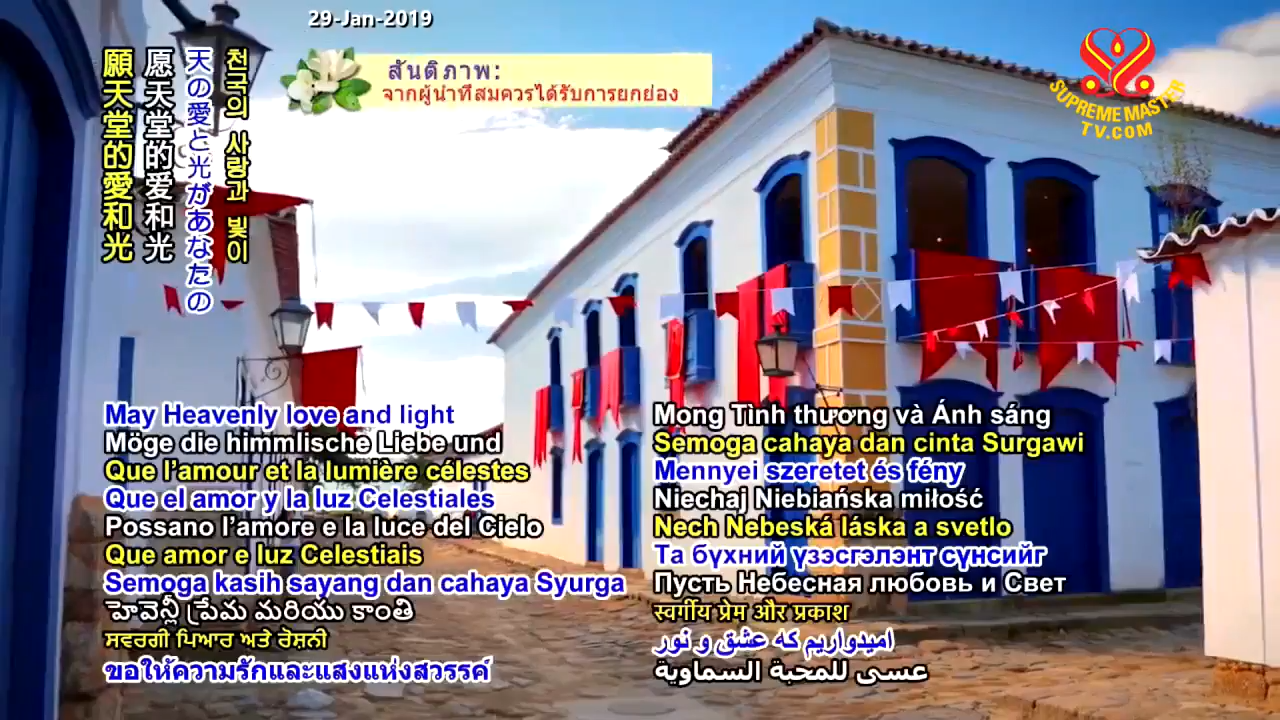 29-Jan-2019
สันติภาพ:
จากผู้นำที่สมควรได้รับการยกย่อง
SUPREME MASTER
TV.COM
願天堂的愛和光
愿天堂的爱和光
天の愛と光があなたの
천국의 사랑과 빛이
May Heavenly love and light
Möge die himmlische Liebe und
Que l'amour et la lumière célestes
Que el amor y la luz Celestiales
Possano l'amore e la luce del Cielo
Que amor e luz Celestiais
Semoga kasih sayang dan cahaya Syurga
హెవెన్లీ ప్రేమ మరియు కాంతి
ਸਵਰਗੀ ਪਿਆਰ ਅਤੇ ਰੋਸ਼ਨੀ
ขอให้ความรักและแสงแห่งสวรรค์
Mong Tình thương và Ánh sáng
Semoga cahaya dan cinta Surgawi
Mennyei szeretet és fény
Niechaj Niebiańska miłość
Nech Nebeská láska a svetlo
Та бүхний үзэсгэлэнт сүнсийг
Пусть Небесная любовь и Свет
स्वर्गीय प्रेम और प्रकाश
امیدواریم که عشق و نور
عسى للمحبة السماوية